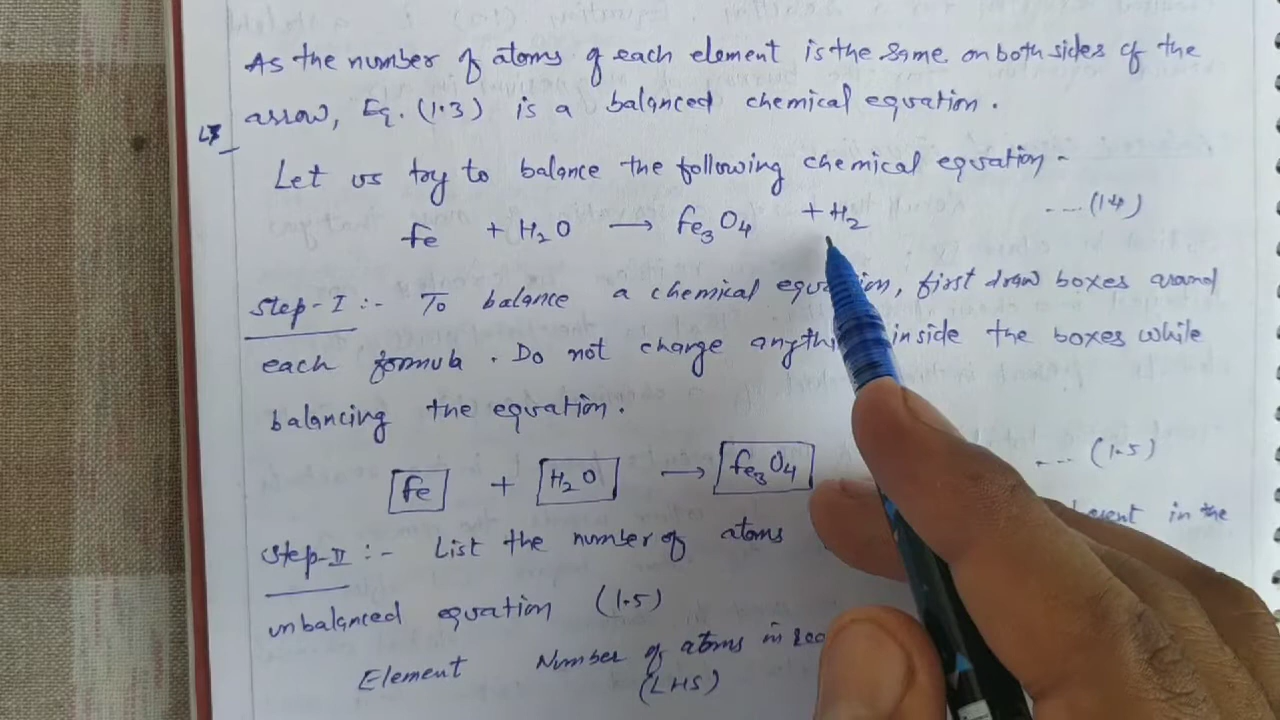 As the number of atoms of each element is the same on both sides of the
arrow, Eq. (1.3) is a balanced chemical equation.
Let us try to balance the following chemical equation -
Fe + H2O → Fe3O4 + H2 ....(1.4)
Step-I :- To balance a chemical equation, first draw boxes around
each formula. Do not change anything inside the boxes while
balancing the equation.
Fe + H2O → Fe3O4 ....(1.5)
Step-II :- List the number of atoms in the
unbalanced equation (1.5)
Element Number of atoms in
(LHS)